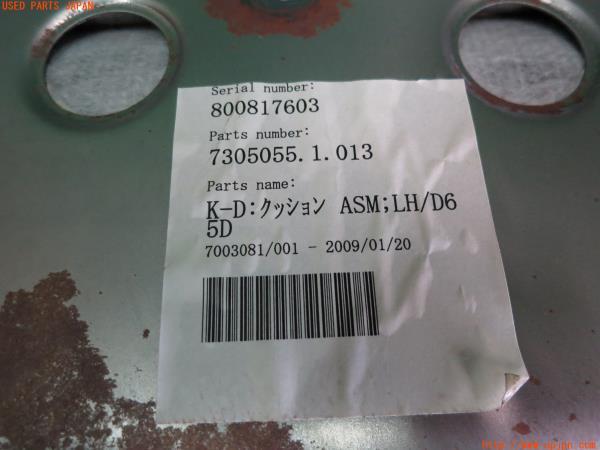 USED PARTS JAPAN
Serial number:
800817603
Parts number:
7305055.1.013
Parts name:
K-D:ｸｯｼｮﾝ ASM;LH/D6
5D
7003081/001 - 2009/01/20